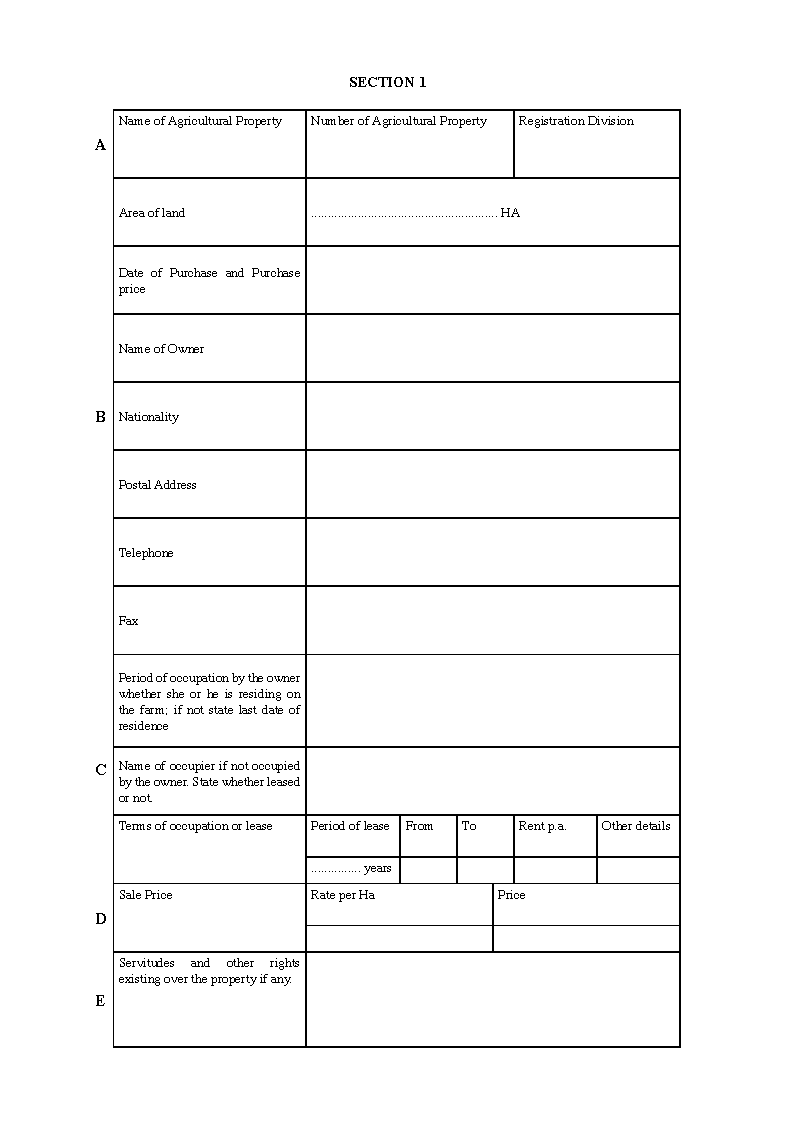 SECTION 1
A
Name of Agricultural Property
Number of Agricultural Property
Registration Division
Area of land
........................................................ HA
Date of Purchase and Purchase
price
Name of Owner
B
Nationality
Postal Address
Telephone
Fax
Period of occupation by the owner
whether she or he is residing on
the farm; if not state last date of
residence
C
Name of occupier if not occupied
by the owner. State whether leased
or not.
Terms of occupation or lease
Period of lease
From
To
Rent p.a.
Other details
............... years
D
Sale Price
Rate per Ha
Price
E
Servitudes and other rights
existing over the property if any.